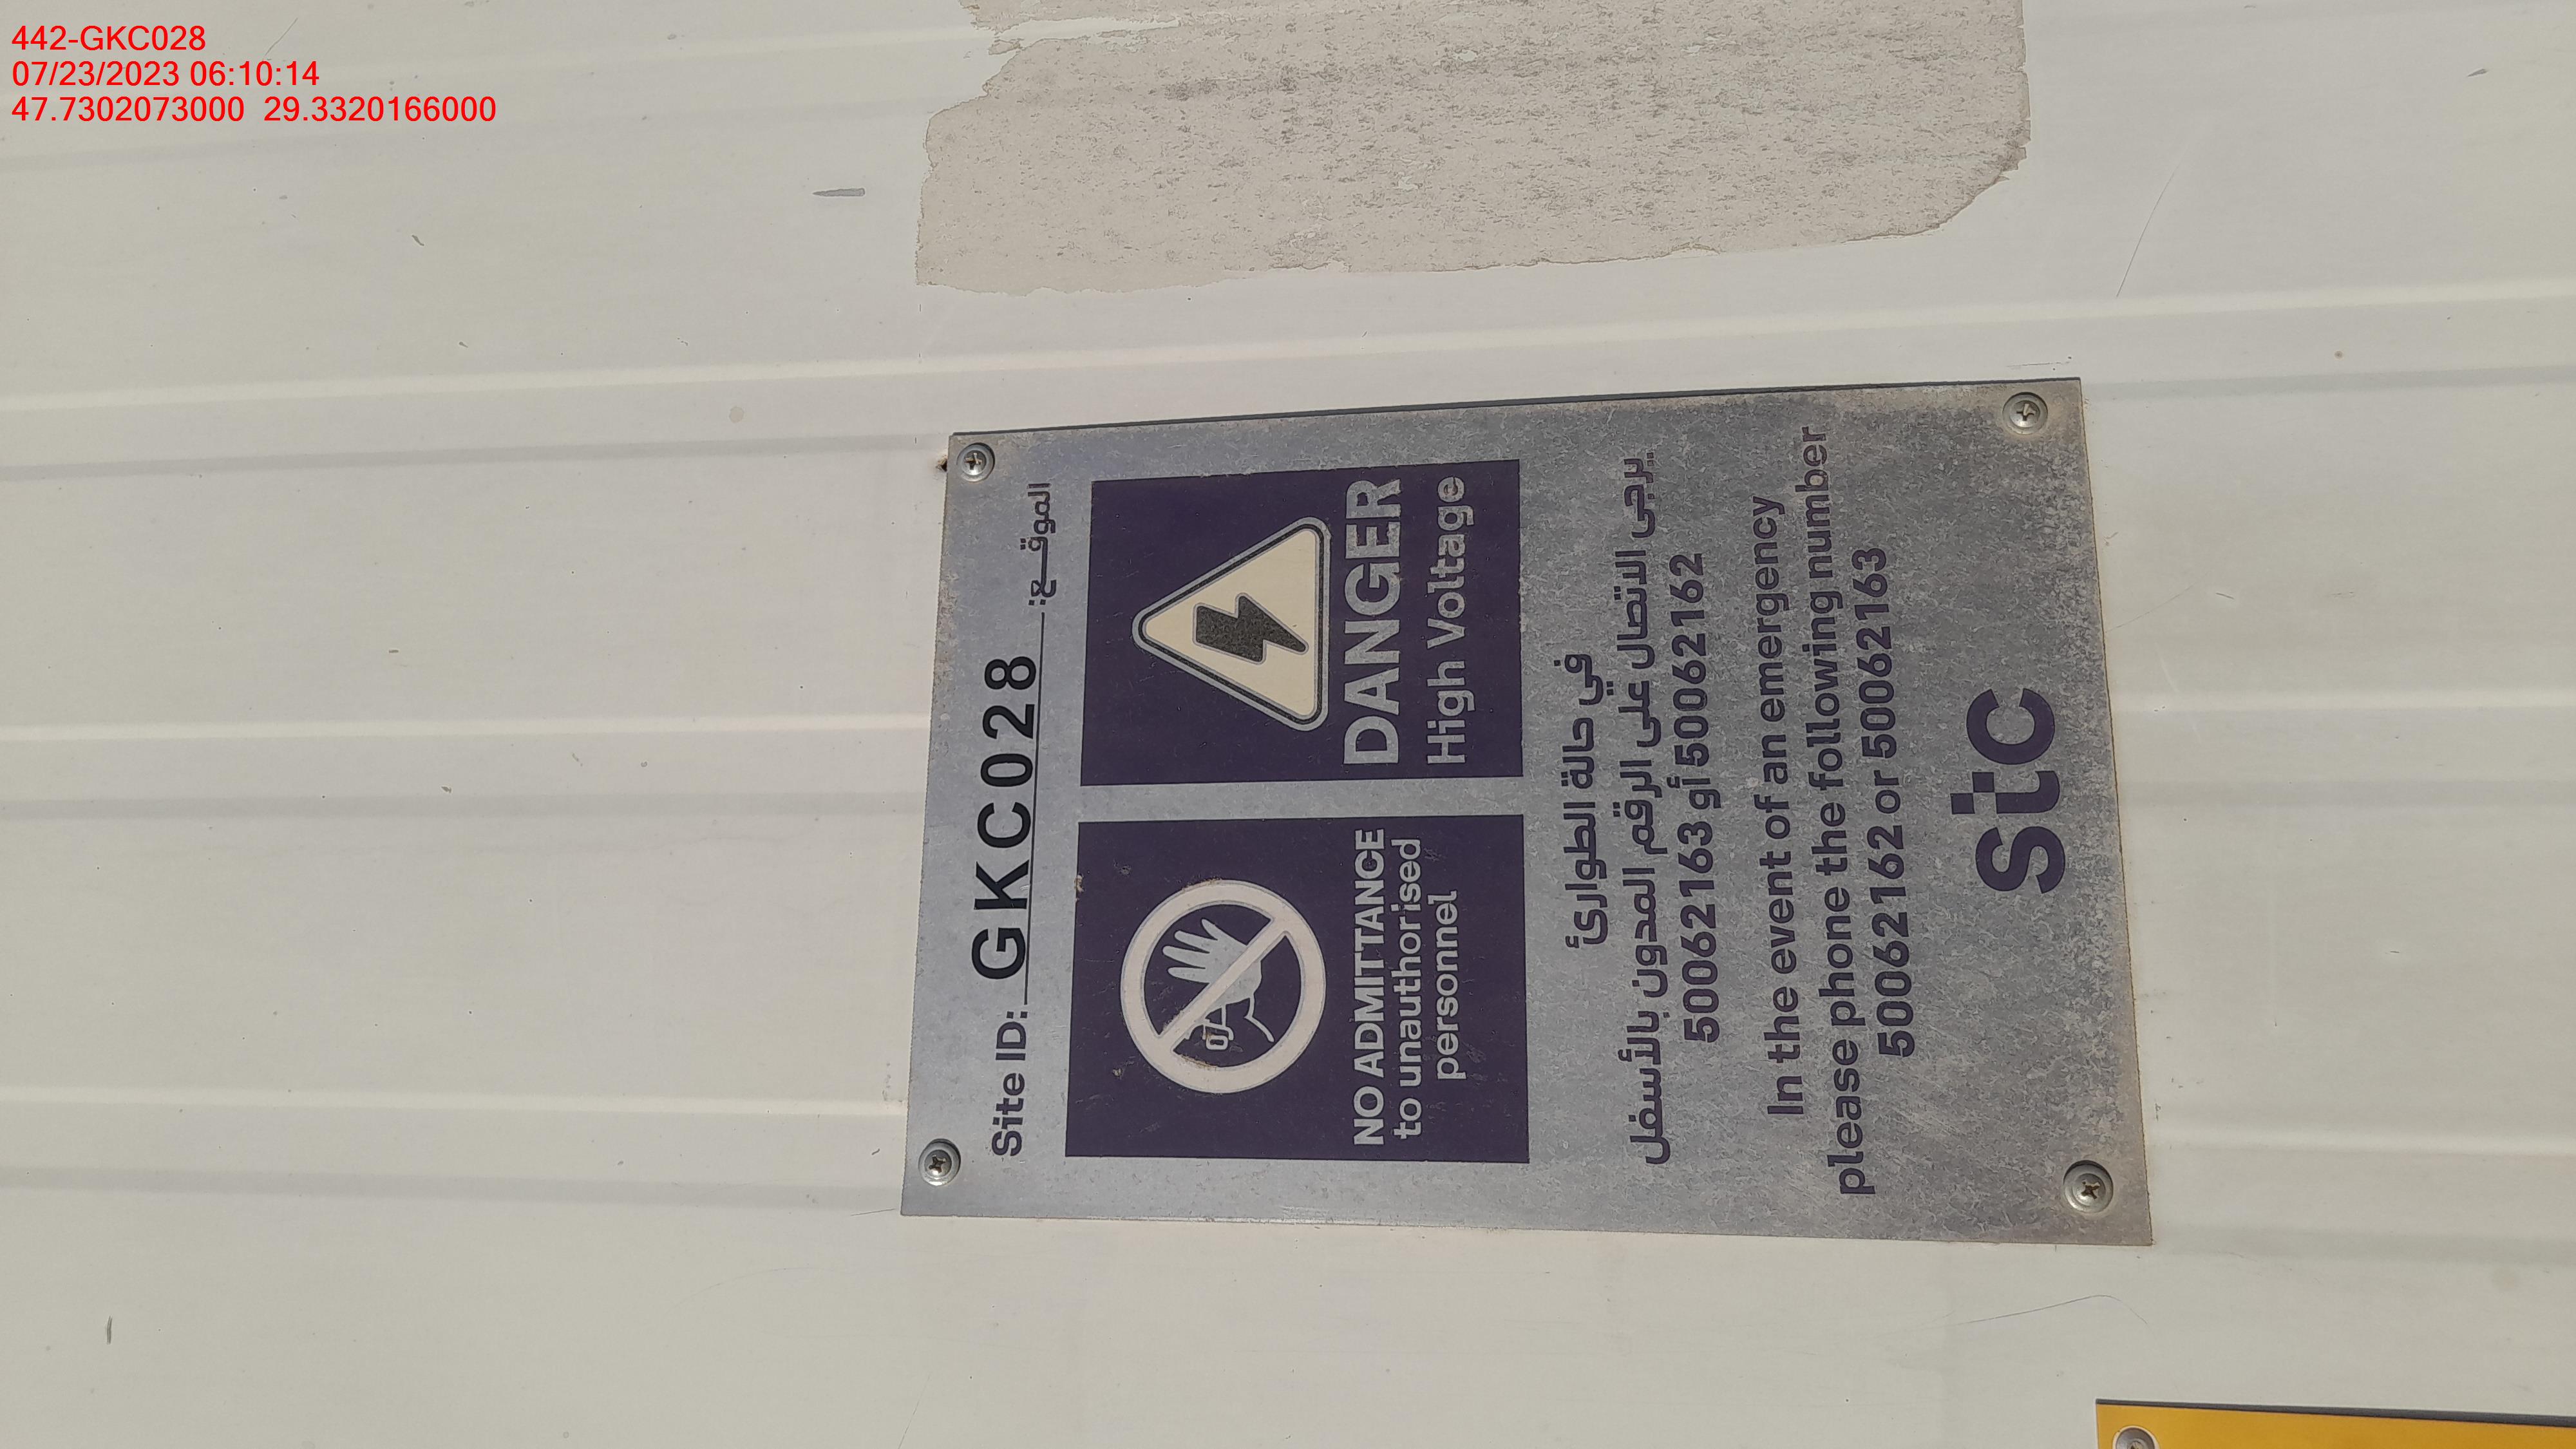 442-GKC028
07/23/2023 06:10:14
47.7302073000 29.3320166000
Site ID: GKC028 الموقـــع:
NO ADMITTANCE
to unauthorised
personnel
DANGER
High Voltage
في حالة الطوارئ
يرجى الاتصال على الرقم المدون بالأسفل
50062163 أو 50062162
In the event of an emergency
please phone the following number
50062162 or 50062163
stc